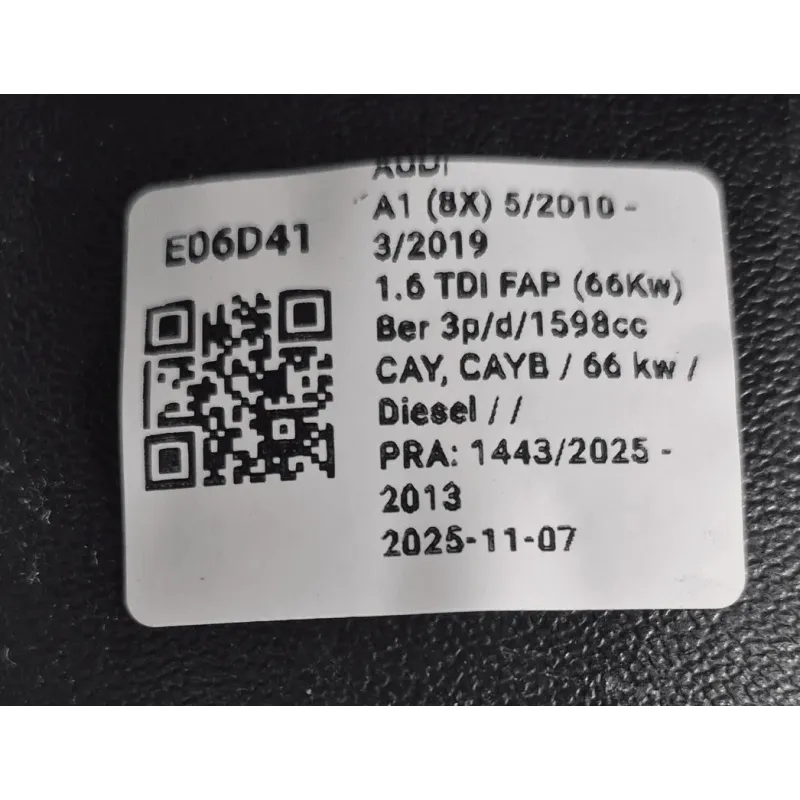 E06D41
AUDI
A1 (8X) 5/2010 -
3/2019
1.6 TDI FAP (66Kw)
Ber 3p/d/1598cc
CAY, CAYB / 66 kw /
Diesel / /
PRA: 1443/2025 -
2013
2025-11-07